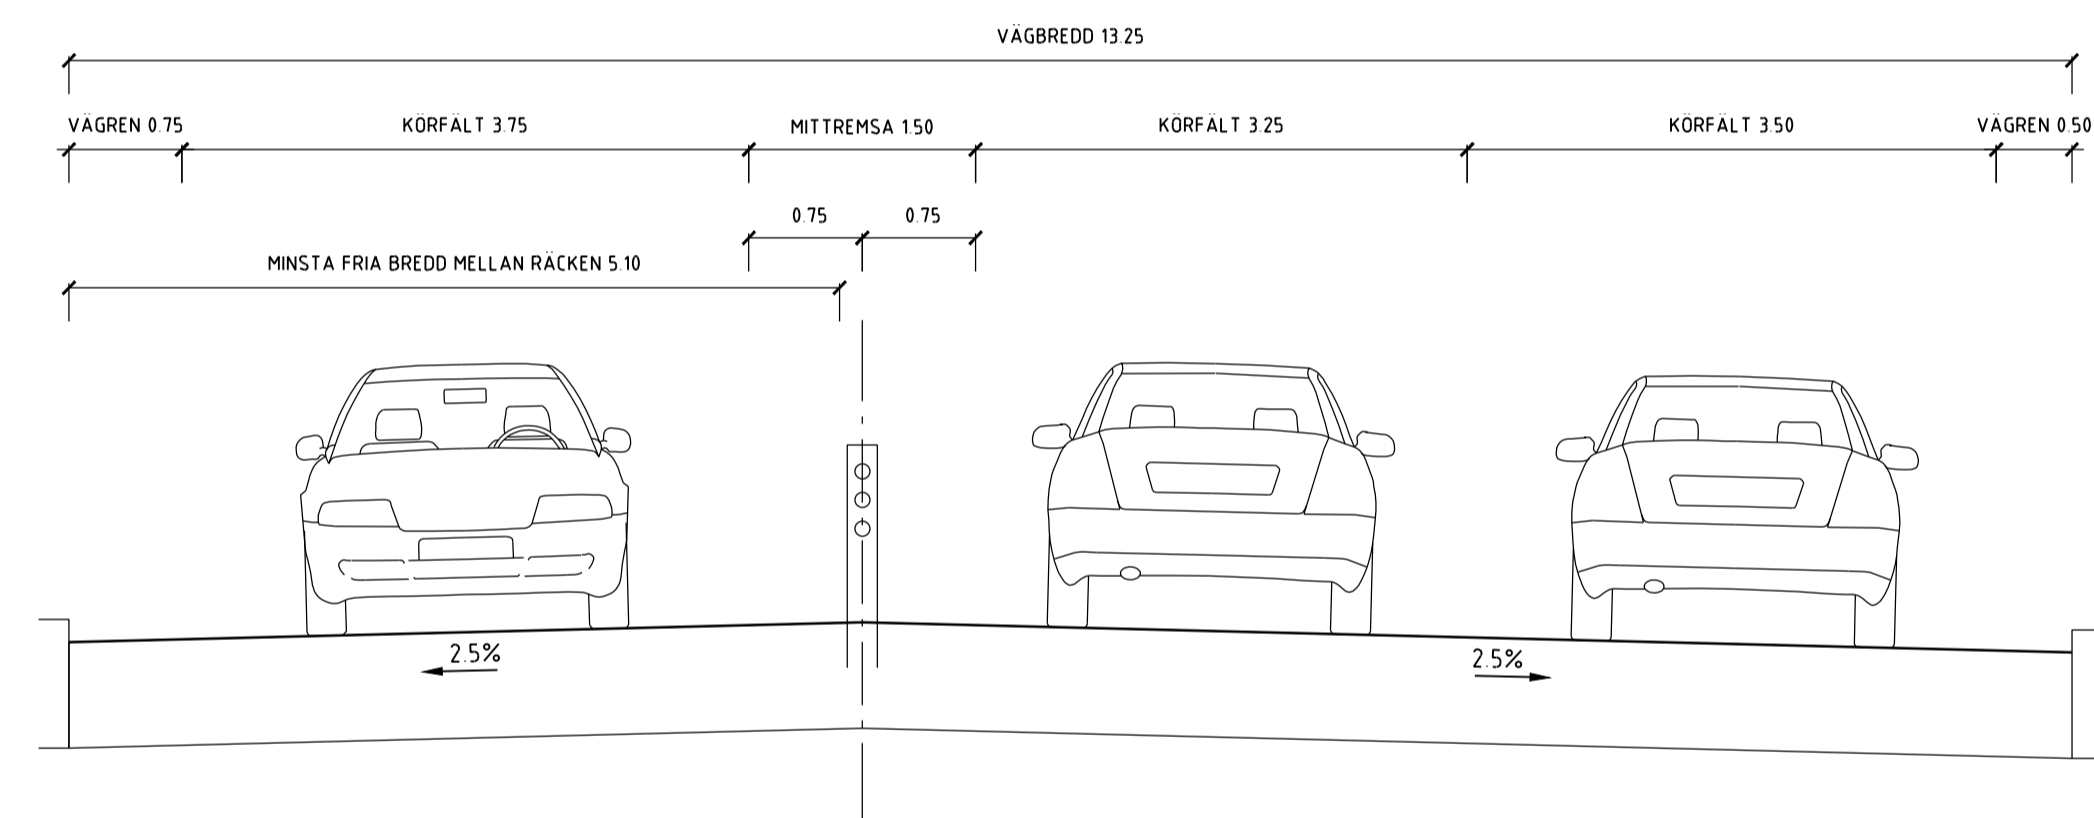 VÄGBREDD 13.25
VÄGREN 0.75
KÖRFÄLT 3.75
MITTREMSA 1.50
KÖRFÄLT 3.25
KÖRFÄLT 3.50
VÄGREN 0.50
0.75
0.75
MINSTA FRIA BREDD MELLAN RÄCKEN 5.10
2.5%
2.5%